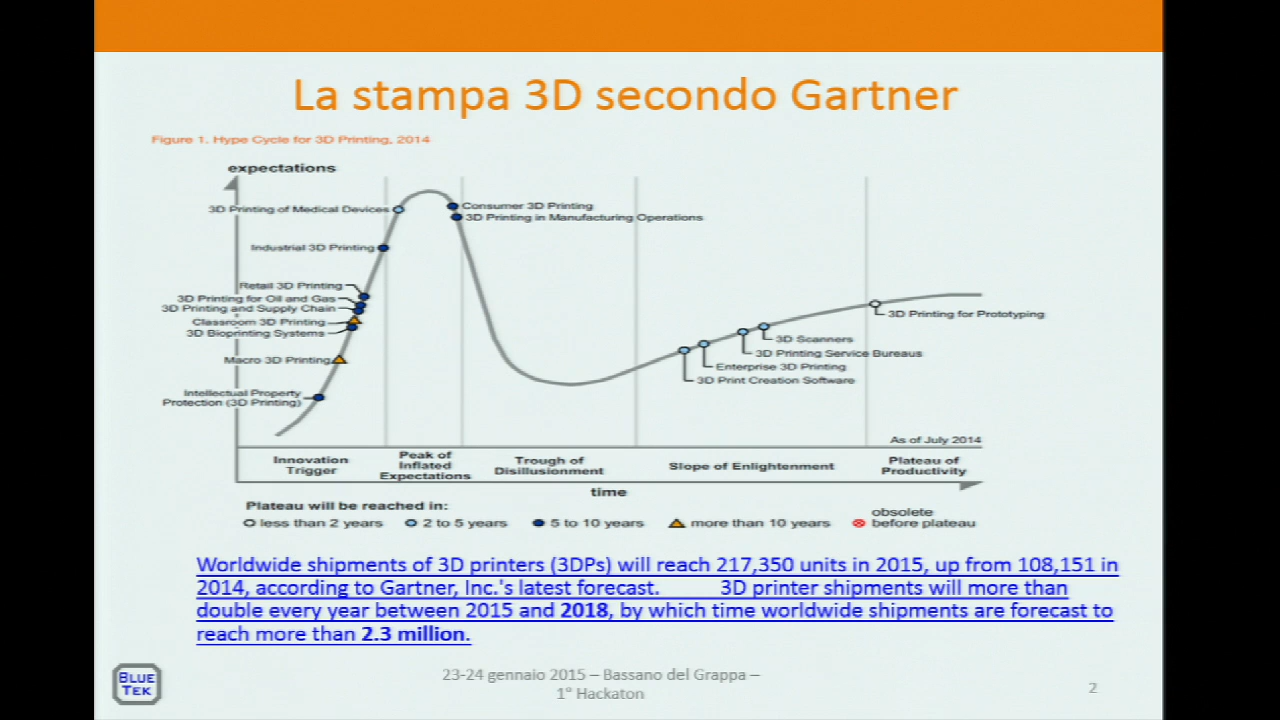 La stampa 3D secondo Gartner
Figure 1. Hype Cycle for 3D Printing, 2014
expectations
3D Printing of Medical Devices
Consumer 3D Printing
3D Printing in Manufacturing Operations
Industrial 3D Printing
Retail 3D Printing
3D Printing for Oil and Gas
3D Printing and Supply Chain
Classroom 3D Printing
3D Bioprinting Systems
Macro 3D Printing
Intellectual Property
Protection (3D Printing)
3D Printing for Prototyping
3D Scanners
3D Printing Service Bureaus
Enterprise 3D Printing
3D Print Creation Software
As of July 2014
Innovation
Trigger
Peak of
Inflated
Expectations
Trough of
Disillusionment
Slope of Enlightenment
Plateau of
Productivity
time
Plateau will be reached in:
less than 2 years
2 to 5 years
5 to 10 years
more than 10 years
obsolete
before plateau
Worldwide shipments of 3D printers (3DPs) will reach 217,350 units in 2015, up from 108,151 in
2014, according to Gartner, Inc.'s latest forecast. 3D printer shipments will more than
double every year between 2015 and 2018, by which time worldwide shipments are forecast to
reach more than 2.3 million.
BLUE
TEK
23-24 gennaio 2015 – Bassano del Grappa –
1° Hackaton
2